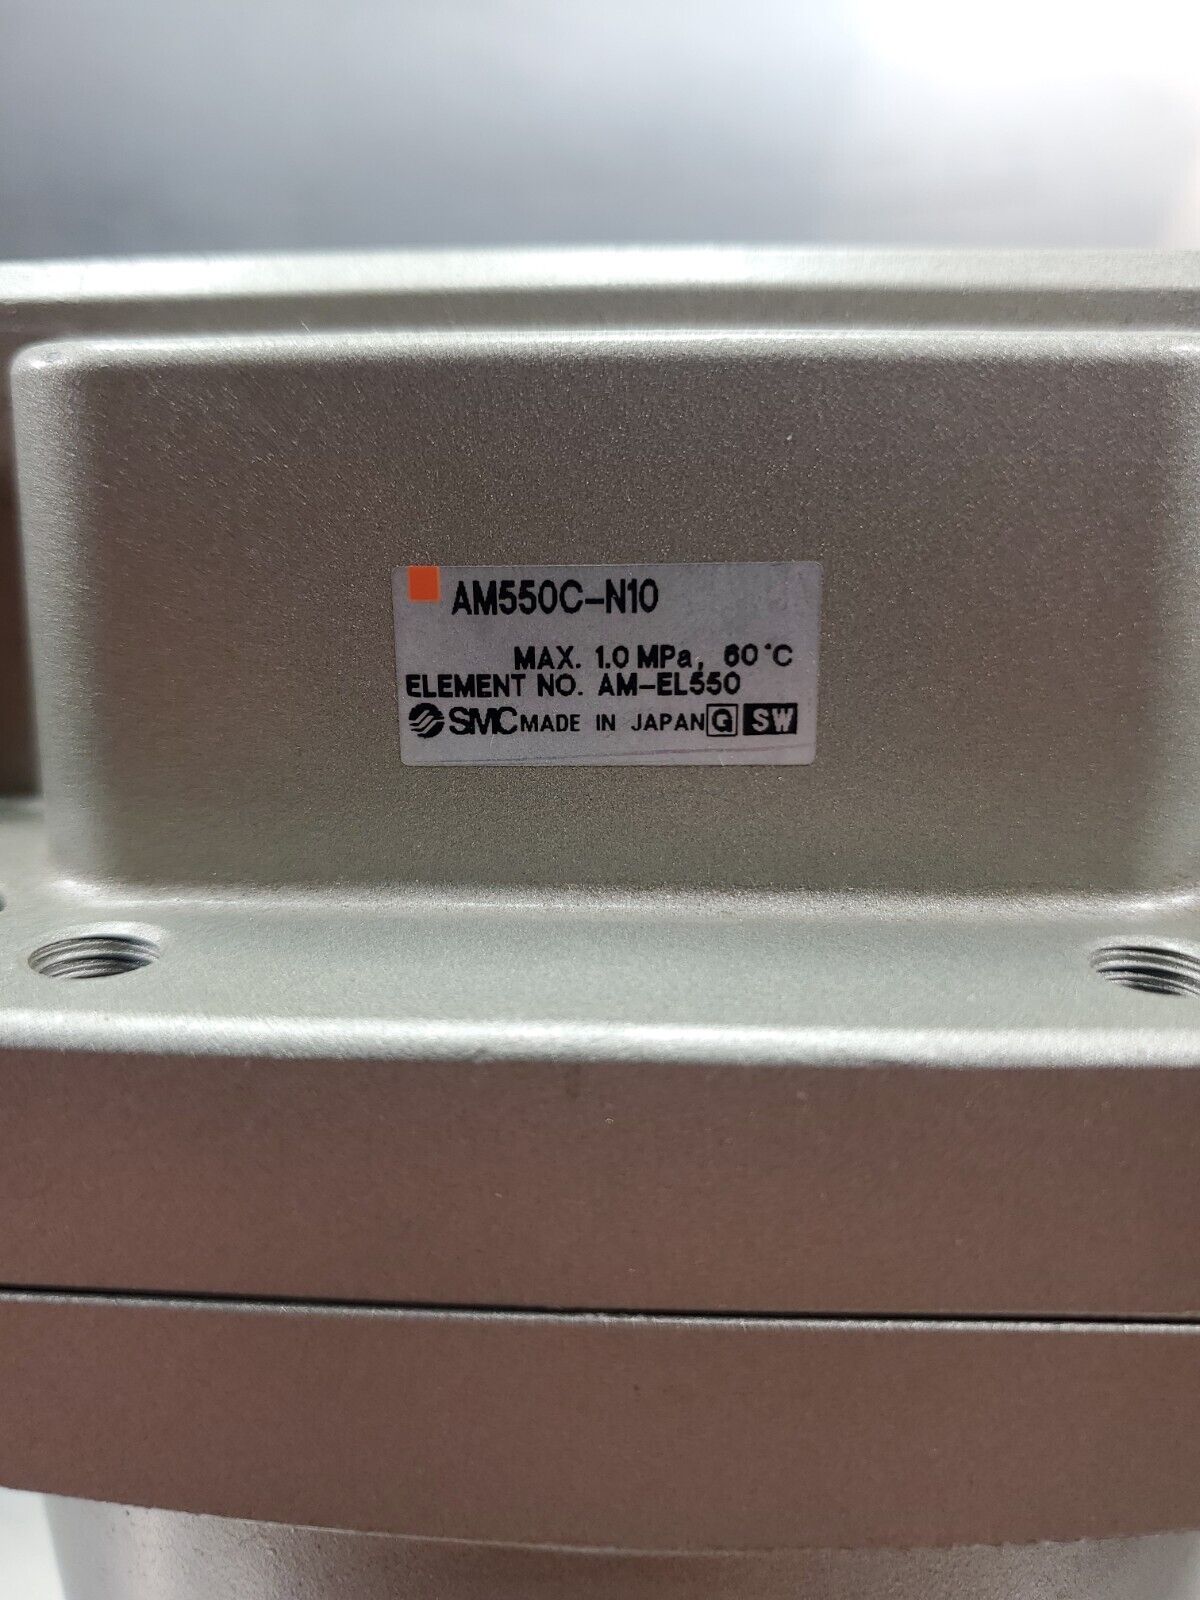 AM550C-N10
MAX. 1.0 MPa, 60°C
ELEMENT NO. AM-EL550
SMC MADE IN JAPAN G SW